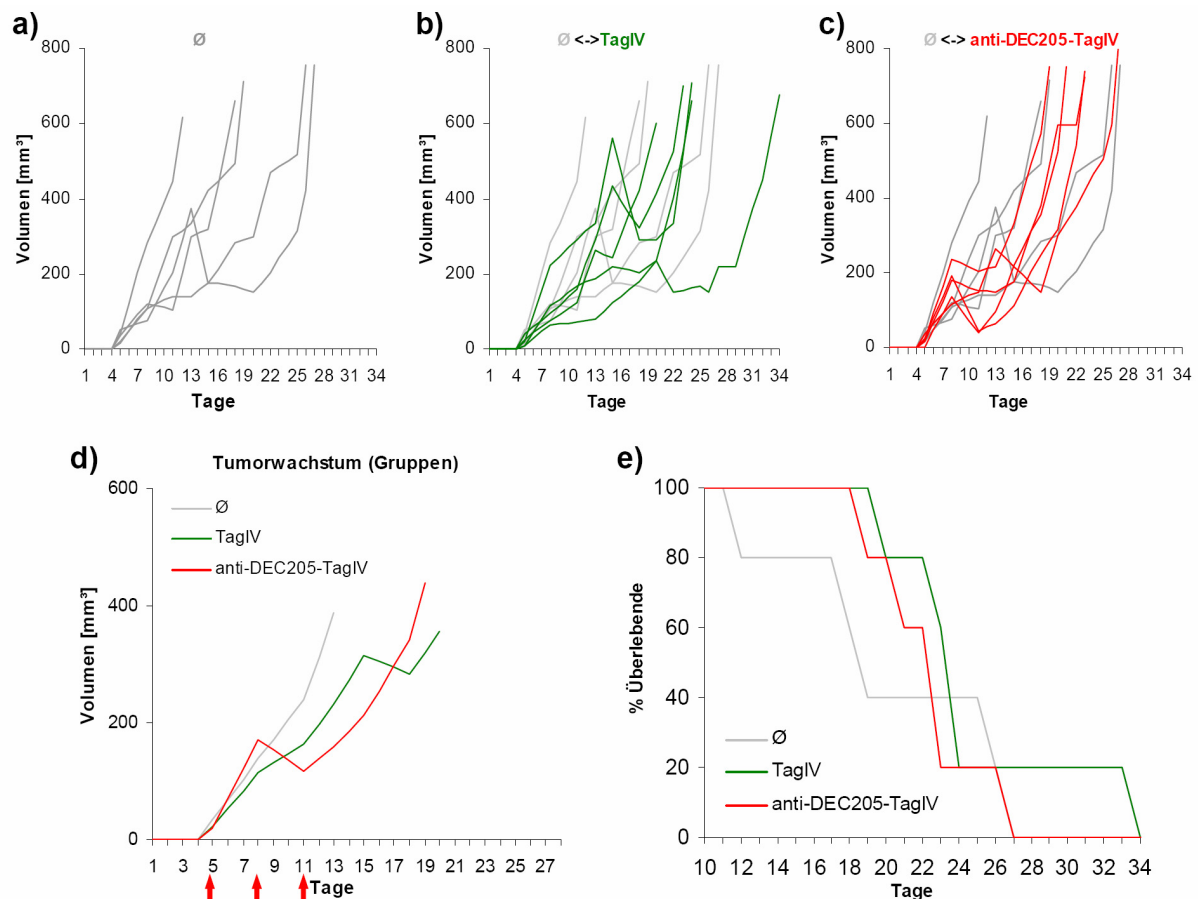 a)
Ø
Volumen [mm³]
800
600
400
200
0
1 4 7 10 13 16 19 22 25 28 31 34
Tage
b)
Ø <->TagIV
Volumen [mm³]
800
600
400
200
0
1 4 7 10 13 16 19 22 25 28 31 34
Tage
c)
Ø <-> anti-DEC205-TagIV
Volumen [mm³]
800
600
400
200
0
1 4 7 10 13 16 19 22 25 28 31 34
Tage
d)
Tumorwachstum (Gruppen)
Volumen [mm³]
600
400
200
0
Ø
TagIV
anti-DEC205-TagIV
1 3 5 7 9 11 13 15 17 19 21 23 25 27
Tage
e)
% Überlebende
100
80
60
40
20
0
Ø
TagIV
anti-DEC205-TagIV
10 12 14 16 18 20 22 24 26 28 30 32 34
Tage